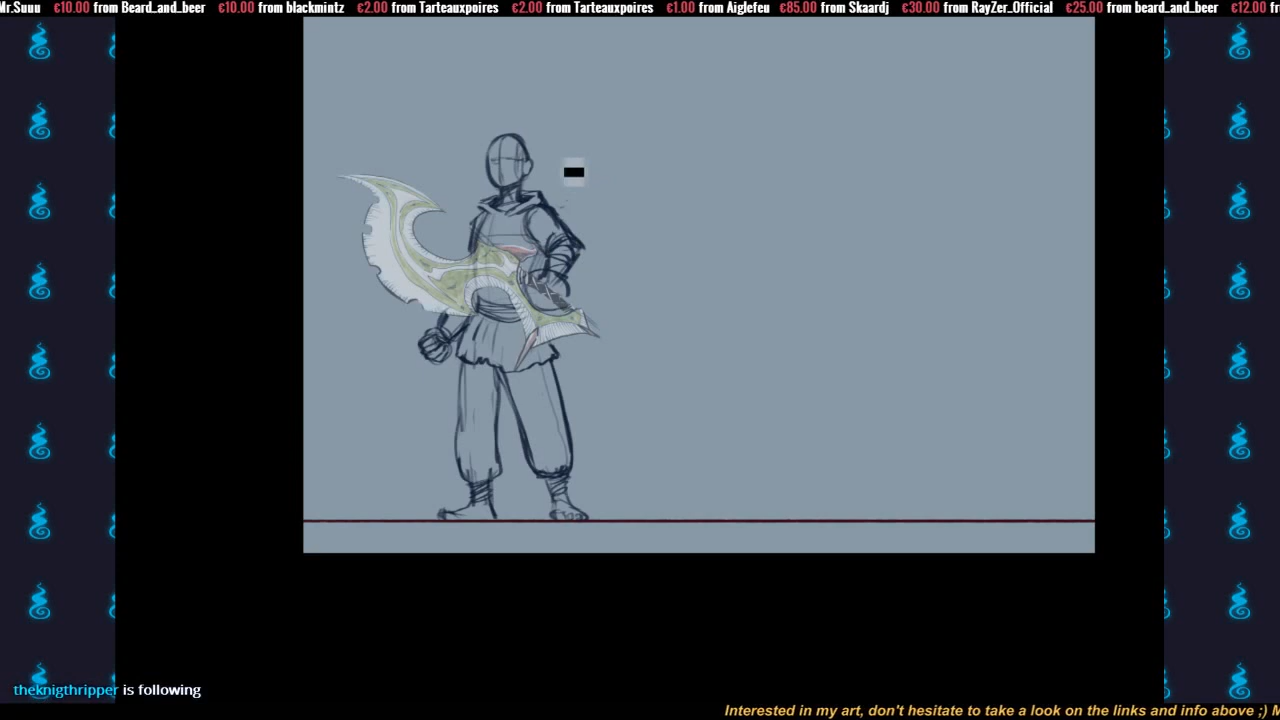 Mr.Suuu €10.00 from Beard_and_beer €10.00 from blackmintz €2.00 from Tarteauxpoires €2.00 from Tarteauxpoires €1.00 from Aiglefeu €85.00 from Skaardj €30.00 from RayZer_Official €25.00 from beard_and_beer €12.00
theknigthripper is following
Interested in my art, don't hesitate to take a look on the links and info above ;)